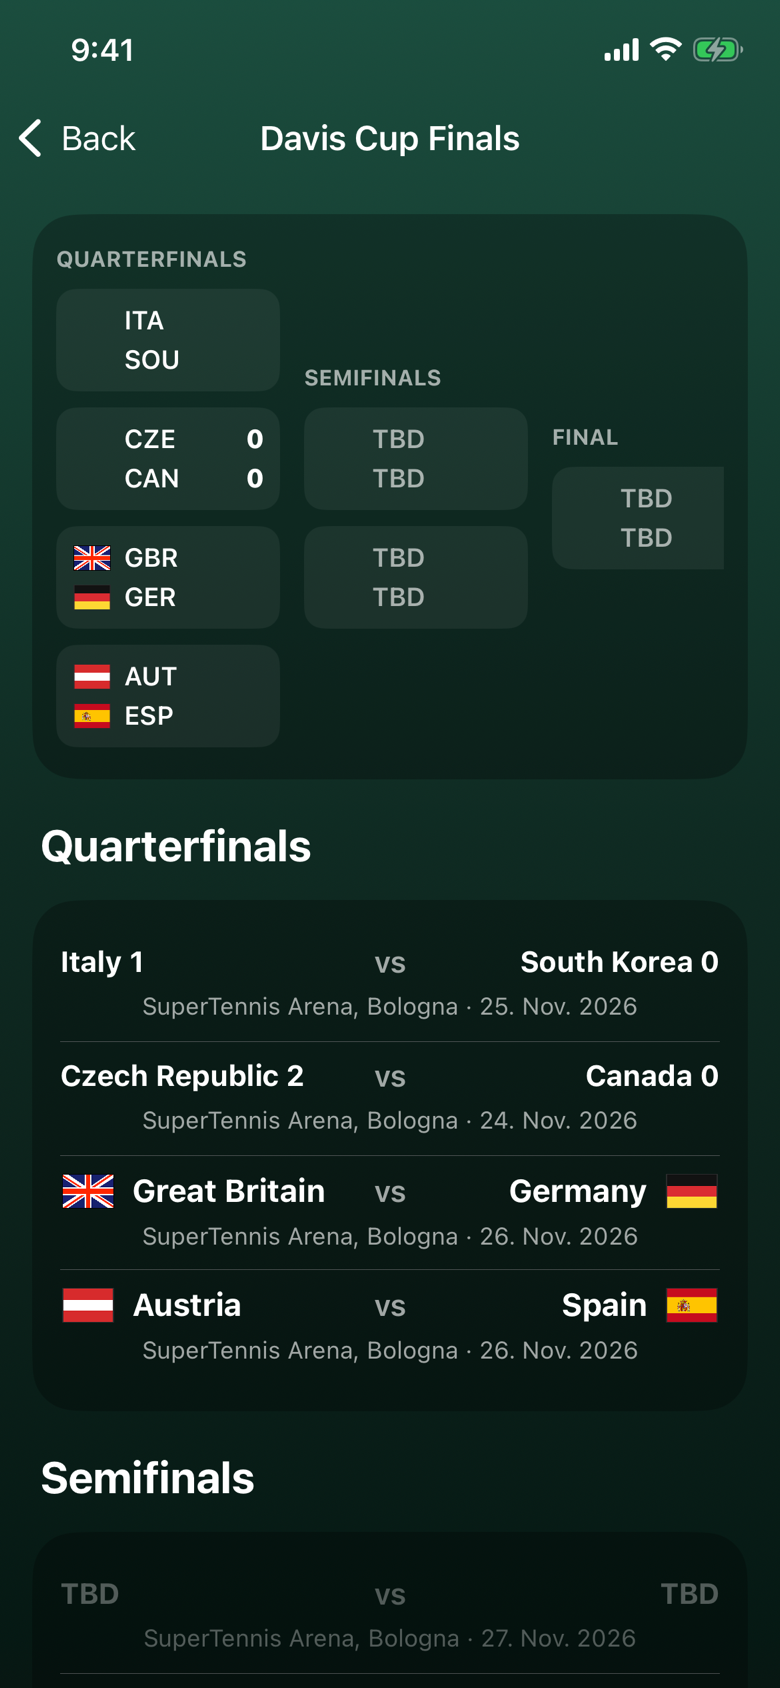 9:41
Back
Davis Cup Finals
QUARTERFINALS
ITA
SOU
CZE 0
CAN 0
GBR
GER
AUT
ESP
SEMIFINALS
TBD
TBD
TBD
TBD
FINAL
TBD
TBD
Quarterfinals
Italy 1 vs South Korea 0
SuperTennis Arena, Bologna · 25. Nov. 2026
Czech Republic 2 vs Canada 0
SuperTennis Arena, Bologna · 24. Nov. 2026
Great Britain vs Germany
SuperTennis Arena, Bologna · 26. Nov. 2026
Austria vs Spain
SuperTennis Arena, Bologna · 26. Nov. 2026
Semifinals
TBD vs TBD
SuperTennis Arena, Bologna · 27. Nov. 2026